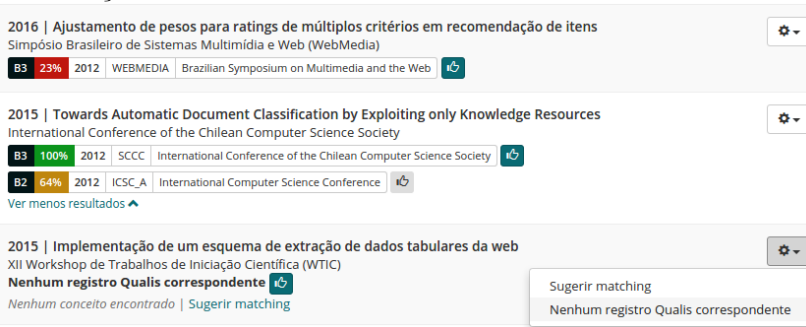 2016 | Ajustamento de pesos para ratings de múltiplos critérios em recomendação de itens
Simpósio Brasileiro de Sistemas Multimídia e Web (WebMedia)
B3 23% 2012 WEBMEDIA Brazilian Symposium on Multimedia and the Web
2015 | Towards Automatic Document Classification by Exploiting only Knowledge Resources
International Conference of the Chilean Computer Science Society
B3 100% 2012 SCCC International Conference of the Chilean Computer Science Society
B2 64% 2012 ICSC_A International Computer Science Conference
Ver menos resultados
2015 | Implementação de um esquema de extração de dados tabulares da web
XII Workshop de Trabalhos de Iniciação Científica (WTIC)
Nenhum registro Qualis correspondente
Nenhum conceito encontrado | Sugerir matching
Sugerir matching
Nenhum registro Qualis correspondente